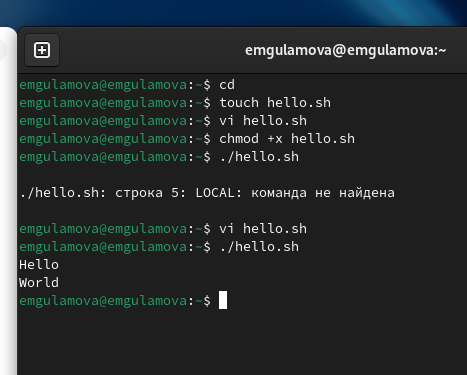 emgulamova@emgulamova:~
emgulamova@emgulamova:~$ cd
emgulamova@emgulamova:~$ touch hello.sh
emgulamova@emgulamova:~$ vi hello.sh
emgulamova@emgulamova:~$ chmod +x hello.sh
emgulamova@emgulamova:~$ ./hello.sh
./hello.sh: строка 5: LOCAL: команда не найдена
emgulamova@emgulamova:~$ vi hello.sh
emgulamova@emgulamova:~$ ./hello.sh
Hello
World
emgulamova@emgulamova:~$